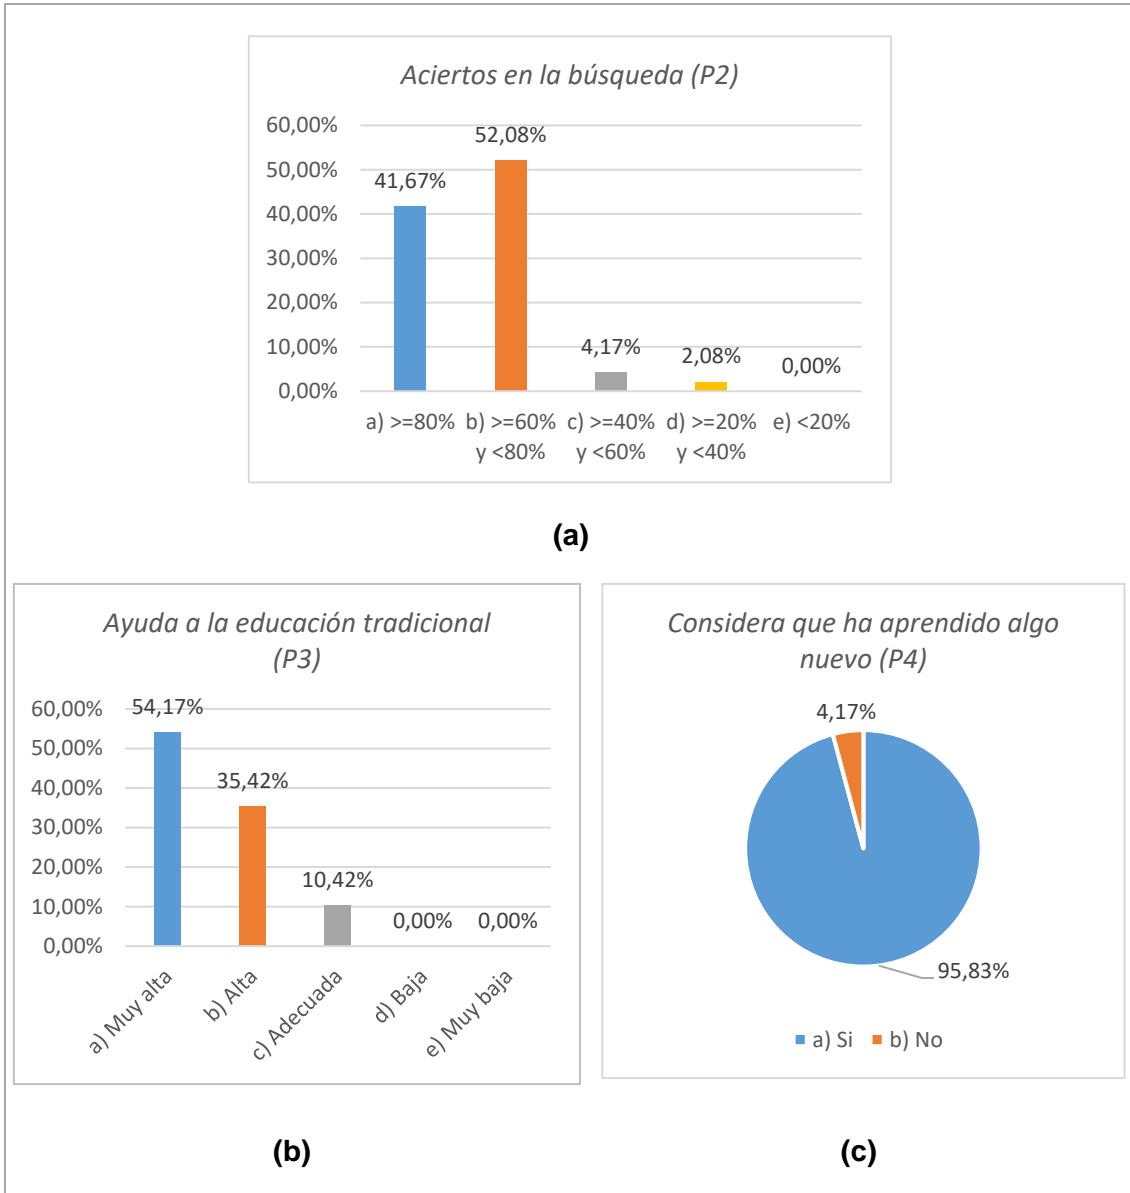 Aciertos en la búsqueda (P2)
60,00%
50,00%
40,00%
30,00%
20,00%
10,00%
0,00%
41,67%
52,08%
4,17%
2,08%
0,00%
a) >=80%
b) >=60%
y <80%
c) >=40%
y <60%
d) >=20%
y <40%
e) <20%
(a)
Ayuda a la educación tradicional
(P3)
60,00%
50,00%
40,00%
30,00%
20,00%
10,00%
0,00%
54,17%
35,42%
10,42%
0,00%
0,00%
a) Muy alta
b) Alta
c) Adecuada
d) Baja
e) Muy baja
(b)
Considera que ha aprendido algo
nuevo (P4)
4,17%
95,83%
a) Si
b) No
(c)